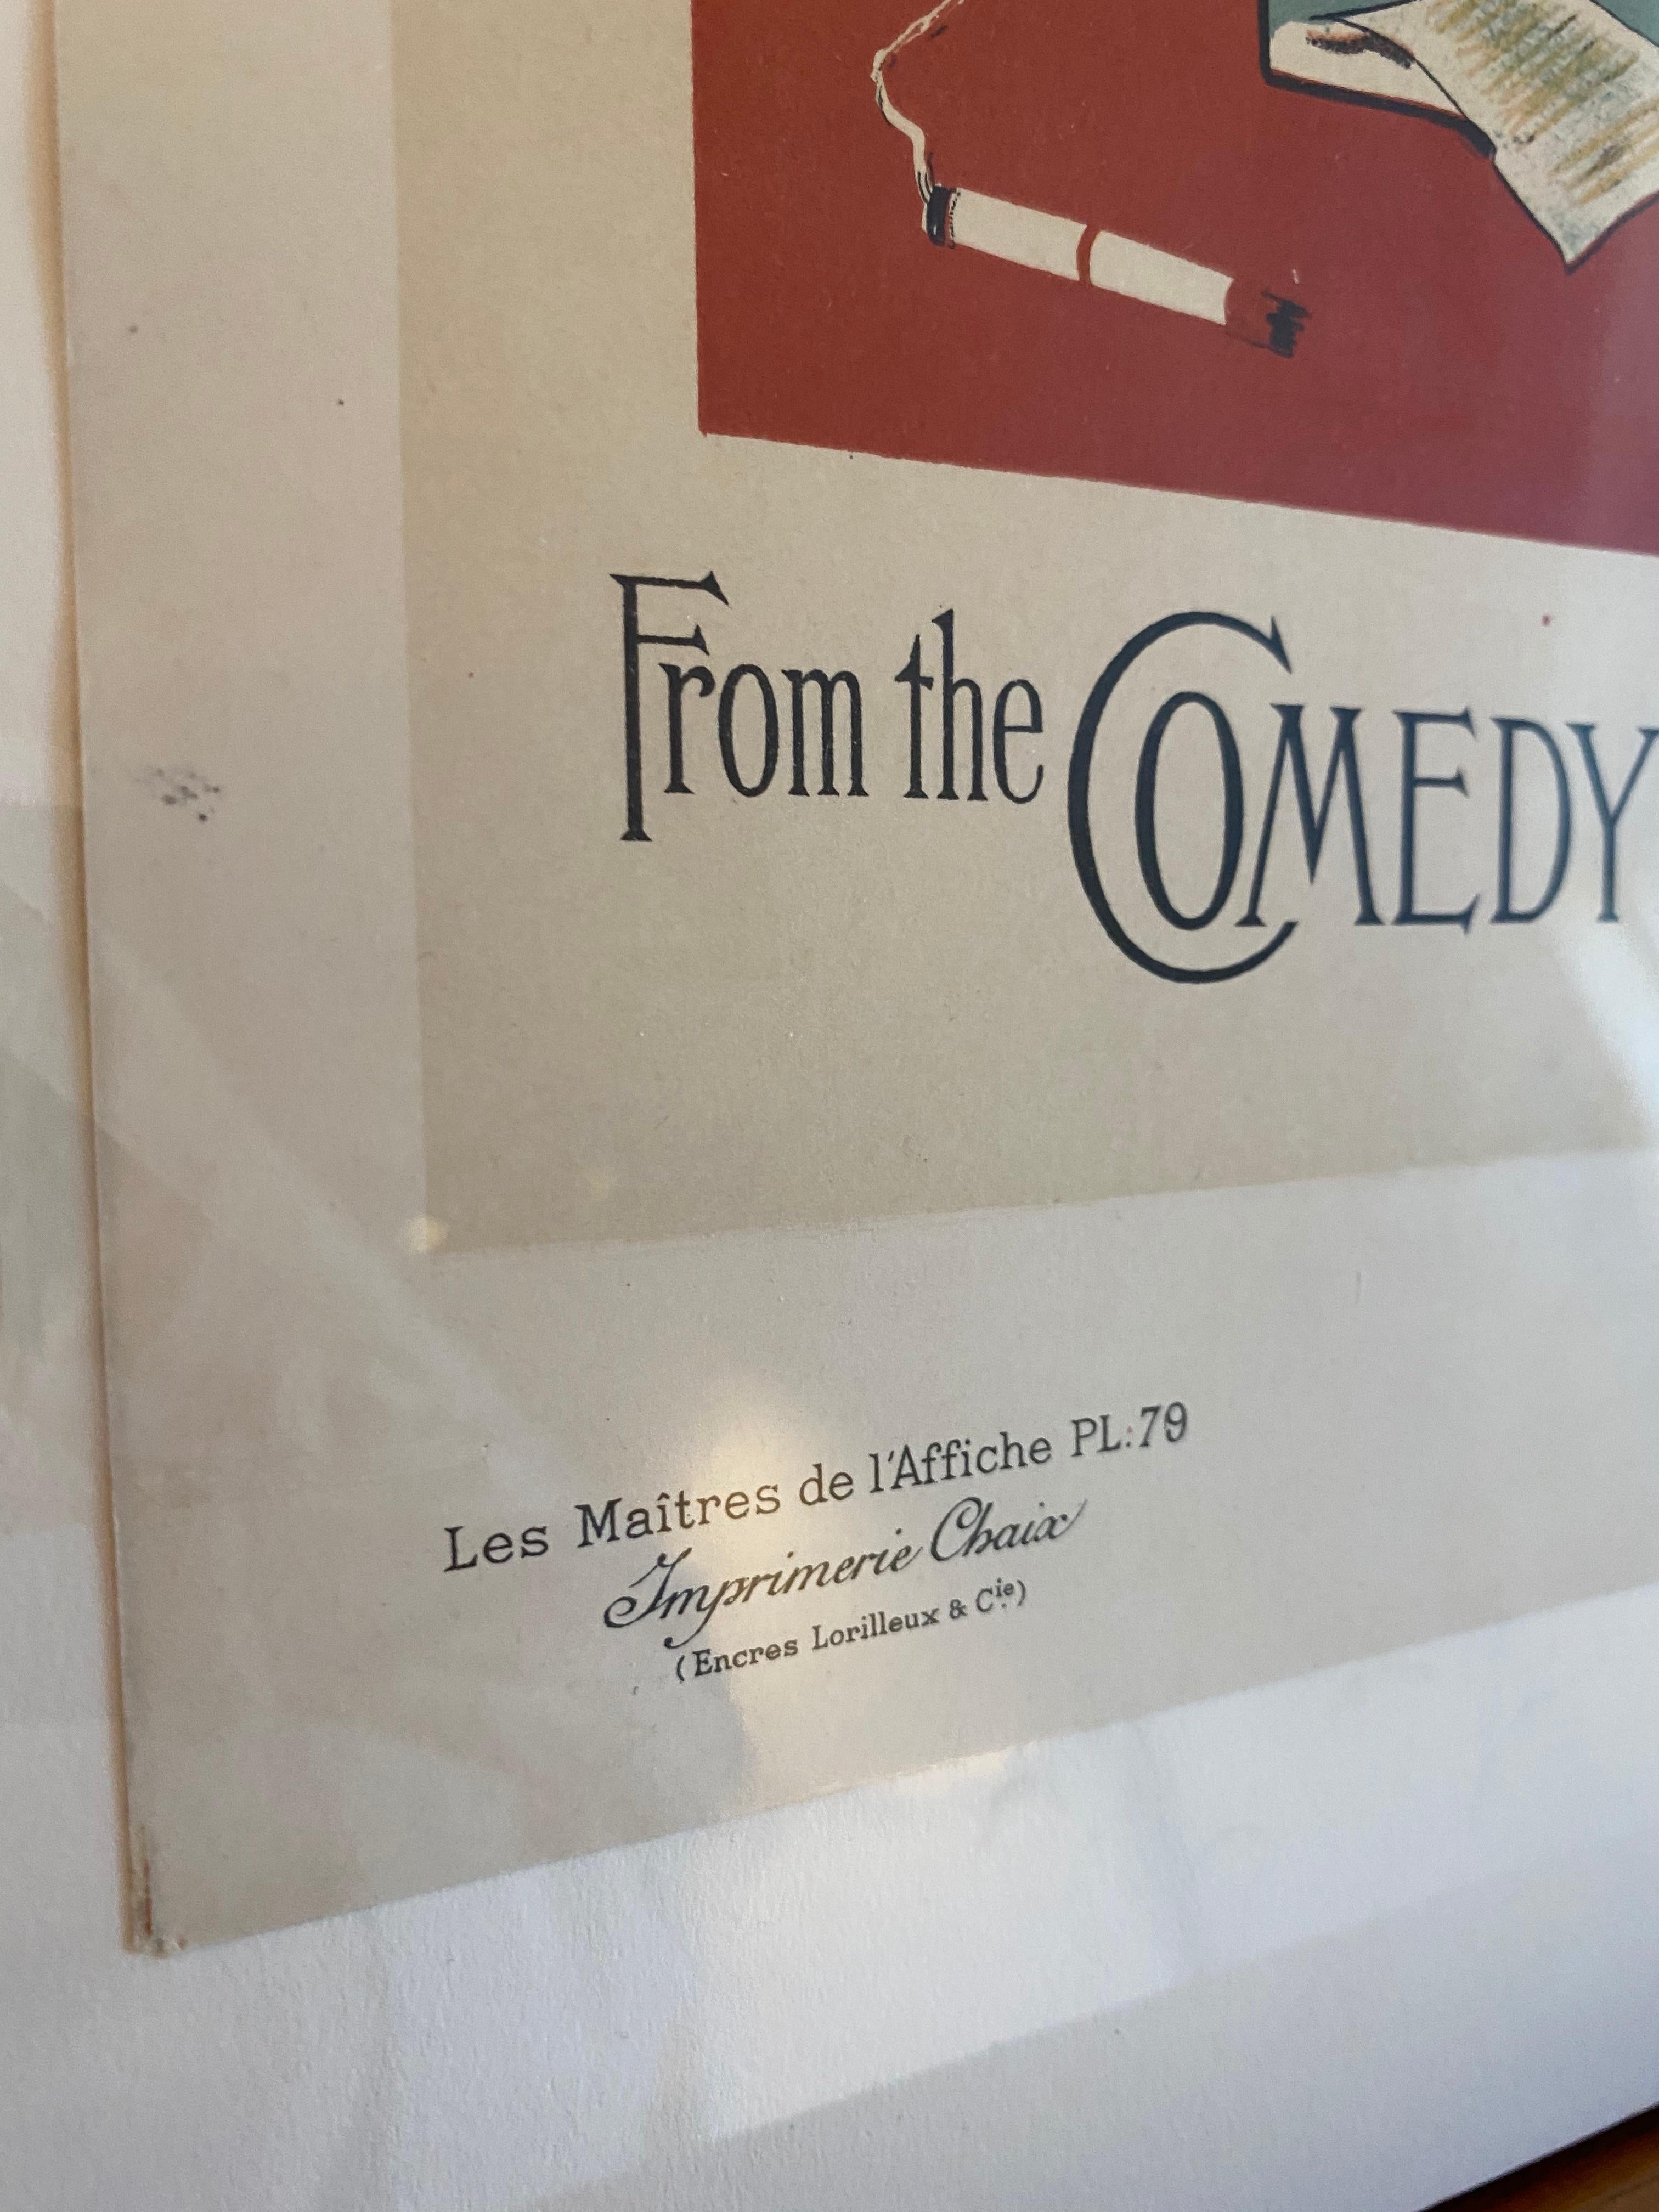 From the COMEDY
Les Maîtres de l'Affiche PL:79
Imprimerie Chaix
(Encres Lorilleux & Cie)